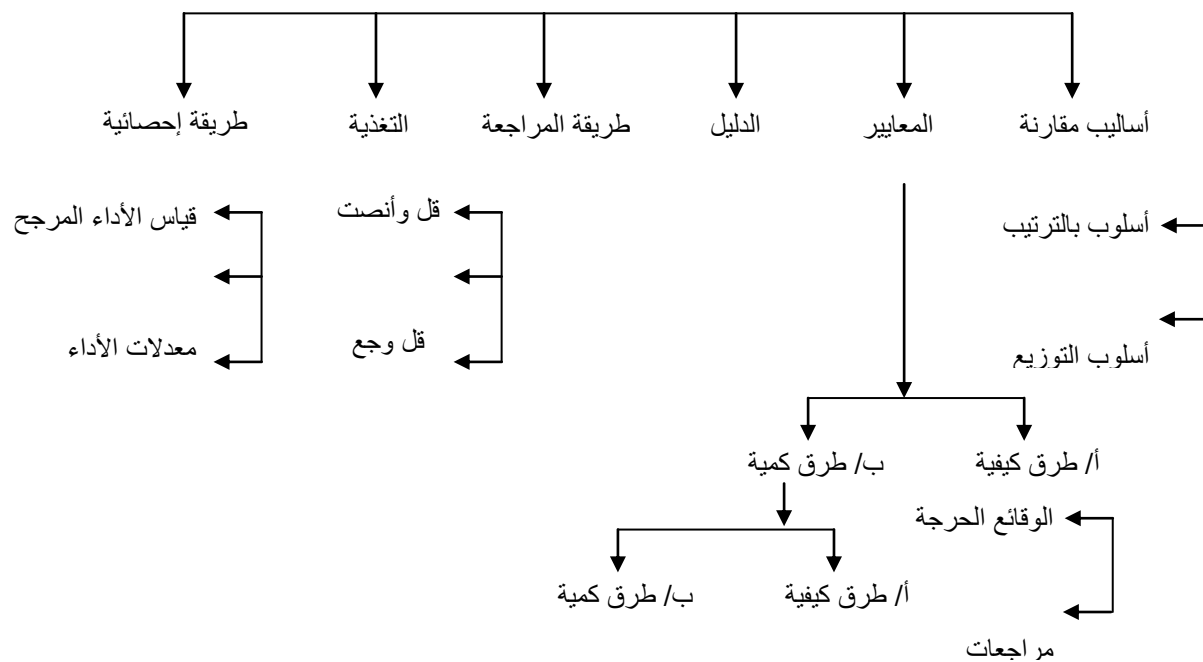 أساليب مقارنة
المعايير
الدليل
طريقة المراجعة
التغذية
طريقة إحصائية
أسلوب بالترتيب
قل وأنصت
قياس الأداء المرجح
أسلوب التوزيع
قل وجع
معدلات الأداء
أ/ طرق كيفية
ب/ طرق كمية
الوقائع الحرجة
أ/ طرق كيفية
ب/ طرق كمية
مراجعات